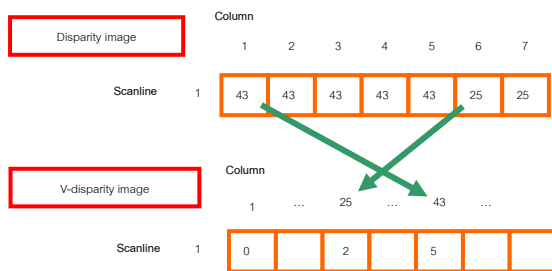 Column
Disparity image
1 2 3 4 5 6 7
Scanline 1 43 43 43 43 43 25 25
Column
V-disparity image
1 ... 25 ... 43 ...
Scanline 1 0 2 5